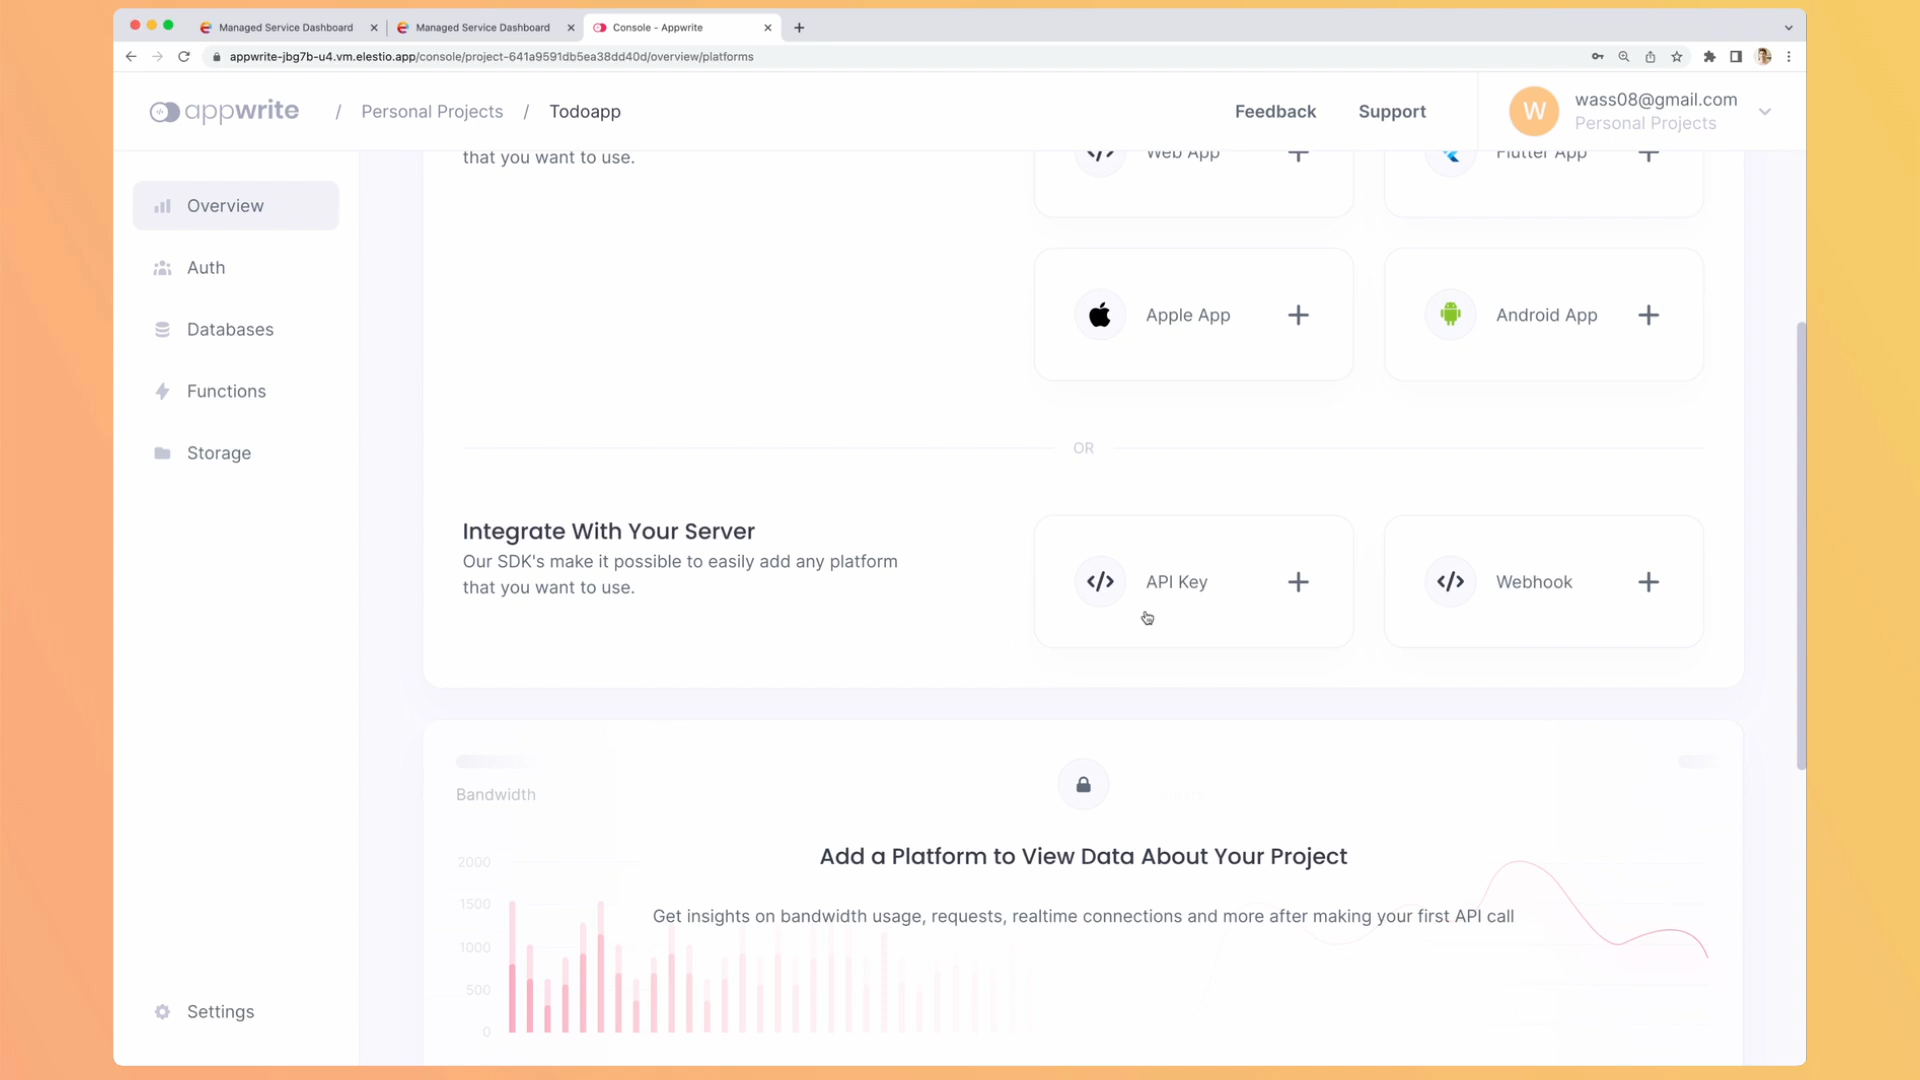 Managed Service Dashboard
Managed Service Dashboard
Console - Appwrite
appwrite-jbg7b-u4.vm.elestio.app/console/project-641a9591db5ea38dd40d/overview/platforms
appwrite
/ Personal Projects / Todoapp
Feedback
Support
W
wass08@gmail.com
Personal Projects
Overview
Auth
Databases
Functions
Storage
Settings
that you want to use.
Web App
Flutter App
Apple App
Android App
OR
Integrate With Your Server
Our SDK's make it possible to easily add any platform
that you want to use.
API Key
Webhook
Bandwidth
Add a Platform to View Data About Your Project
Get insights on bandwidth usage, requests, realtime connections and more after making your first API call
2000
1500
1000
500
0